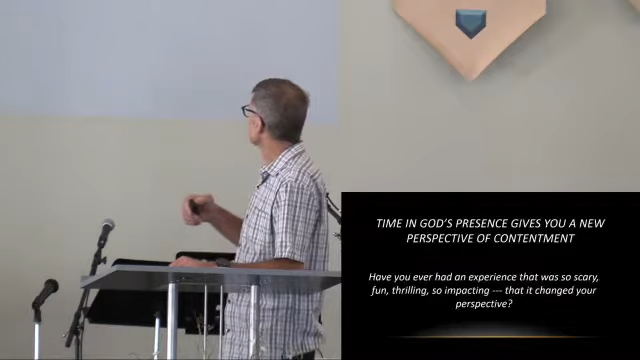 TIME IN GOD'S PRESENCE GIVES YOU A NEW
PERSPECTIVE OF CONTENTMENT
Have you ever had an experience that was so scary,
fun, thrilling, so impacting --- that it changed your
perspective?